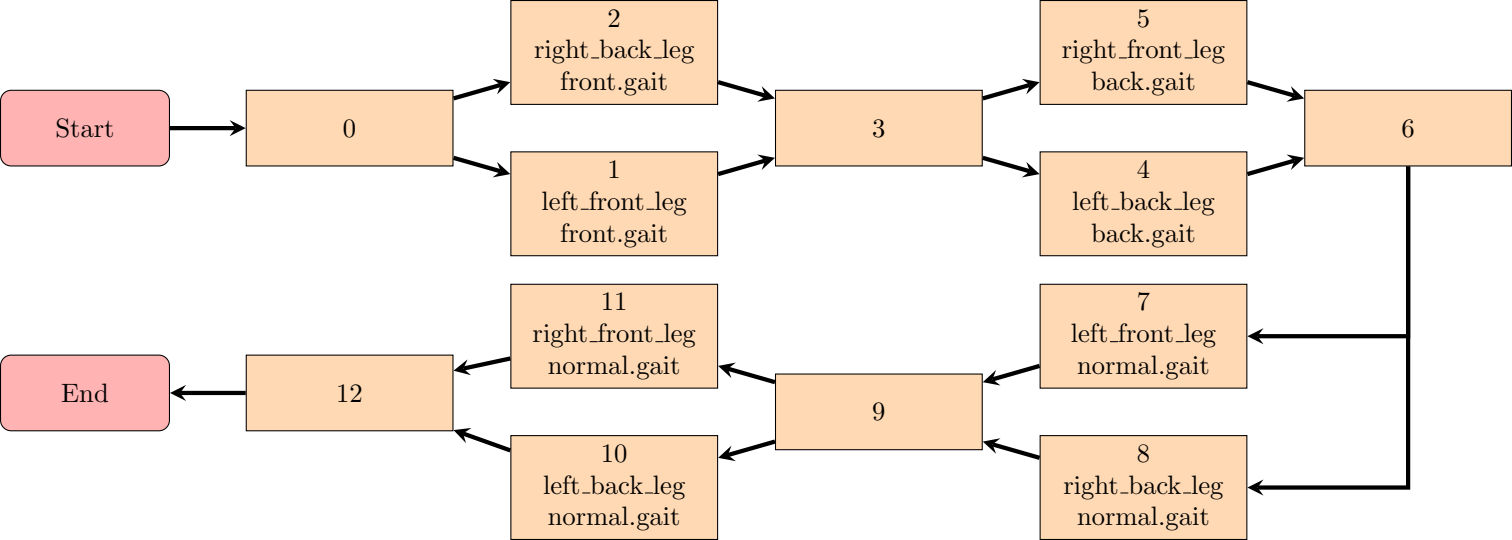 Start
0
2
right_back_leg
front.gait
1
left_front_leg
front.gait
3
5
right_front_leg
back.gait
4
left_back_leg
back.gait
6
7
left_front_leg
normal.gait
8
right_back_leg
normal.gait
9
11
right_front_leg
normal.gait
10
left_back_leg
normal.gait
12
End